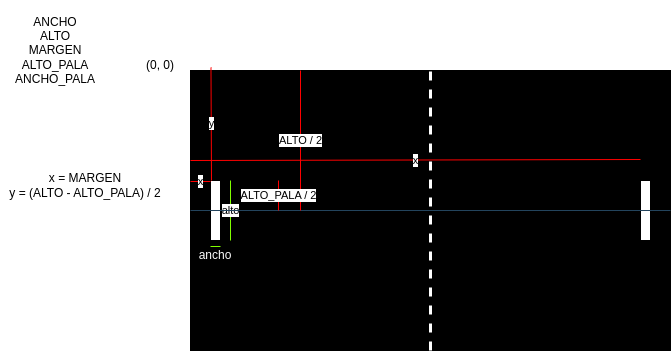 ANCHO
ALTO
MARGEN
ALTO_PALA
ANCHO_PALA
(0, 0)
y
ALTO / 2
x
x = MARGEN
y = (ALTO - ALTO_PALA) / 2
x
ALTO_PALA / 2
alto
ancho